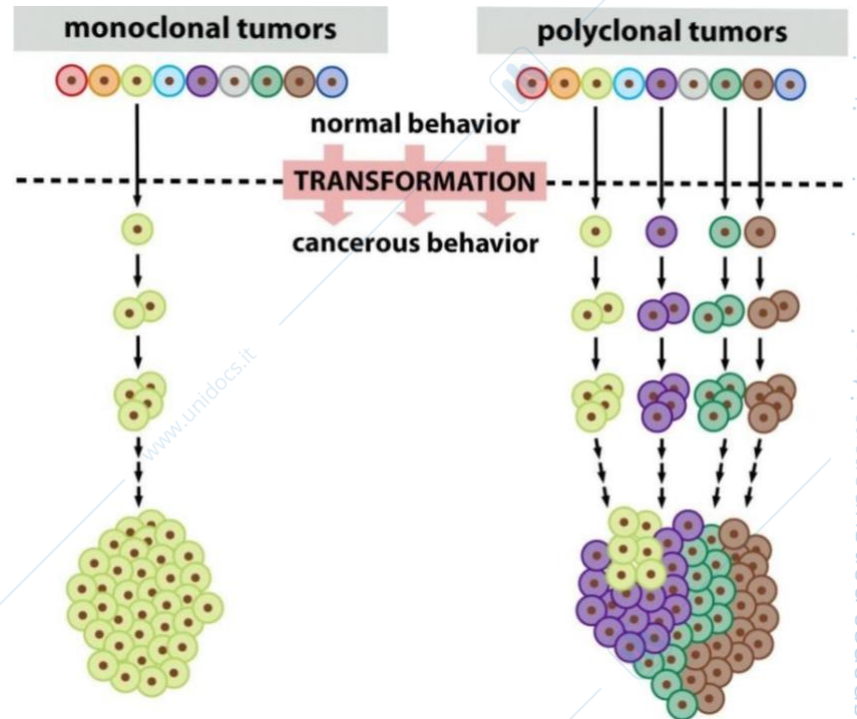 monoclonal tumors
polyclonal tumors
normal behavior
TRANSFORMATION
cancerous behavior
www.unidocs.it